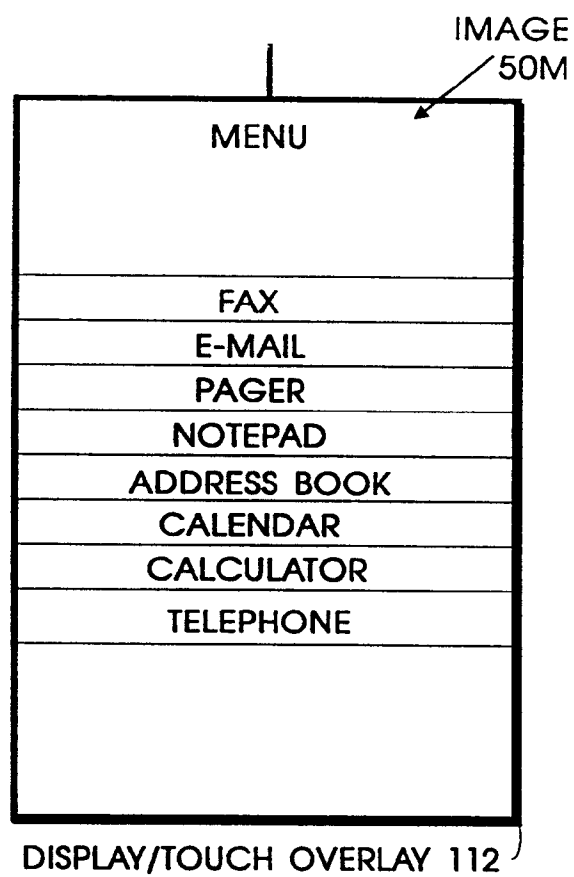 IMAGE
50M
MENU
FAX
E-MAIL
PAGER
NOTEPAD
ADDRESS BOOK
CALENDAR
CALCULATOR
TELEPHONE
DISPLAY/TOUCH OVERLAY 112